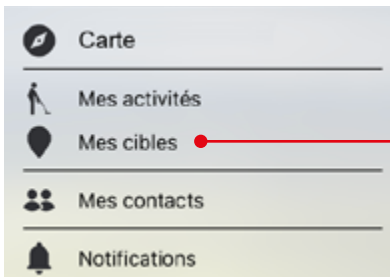 Carte
Mes activités
Mes cibles
Mes contacts
Notifications